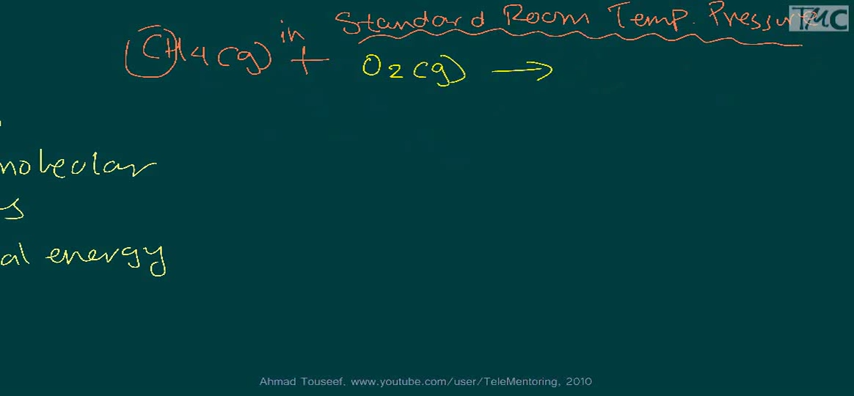 Standard Room Temp. Pressure TMC
CH4(g) in + O2(g) →
molecular
s
al energy
Ahmad Touseef, www.youtube.com/user/TeleMentoring, 2010